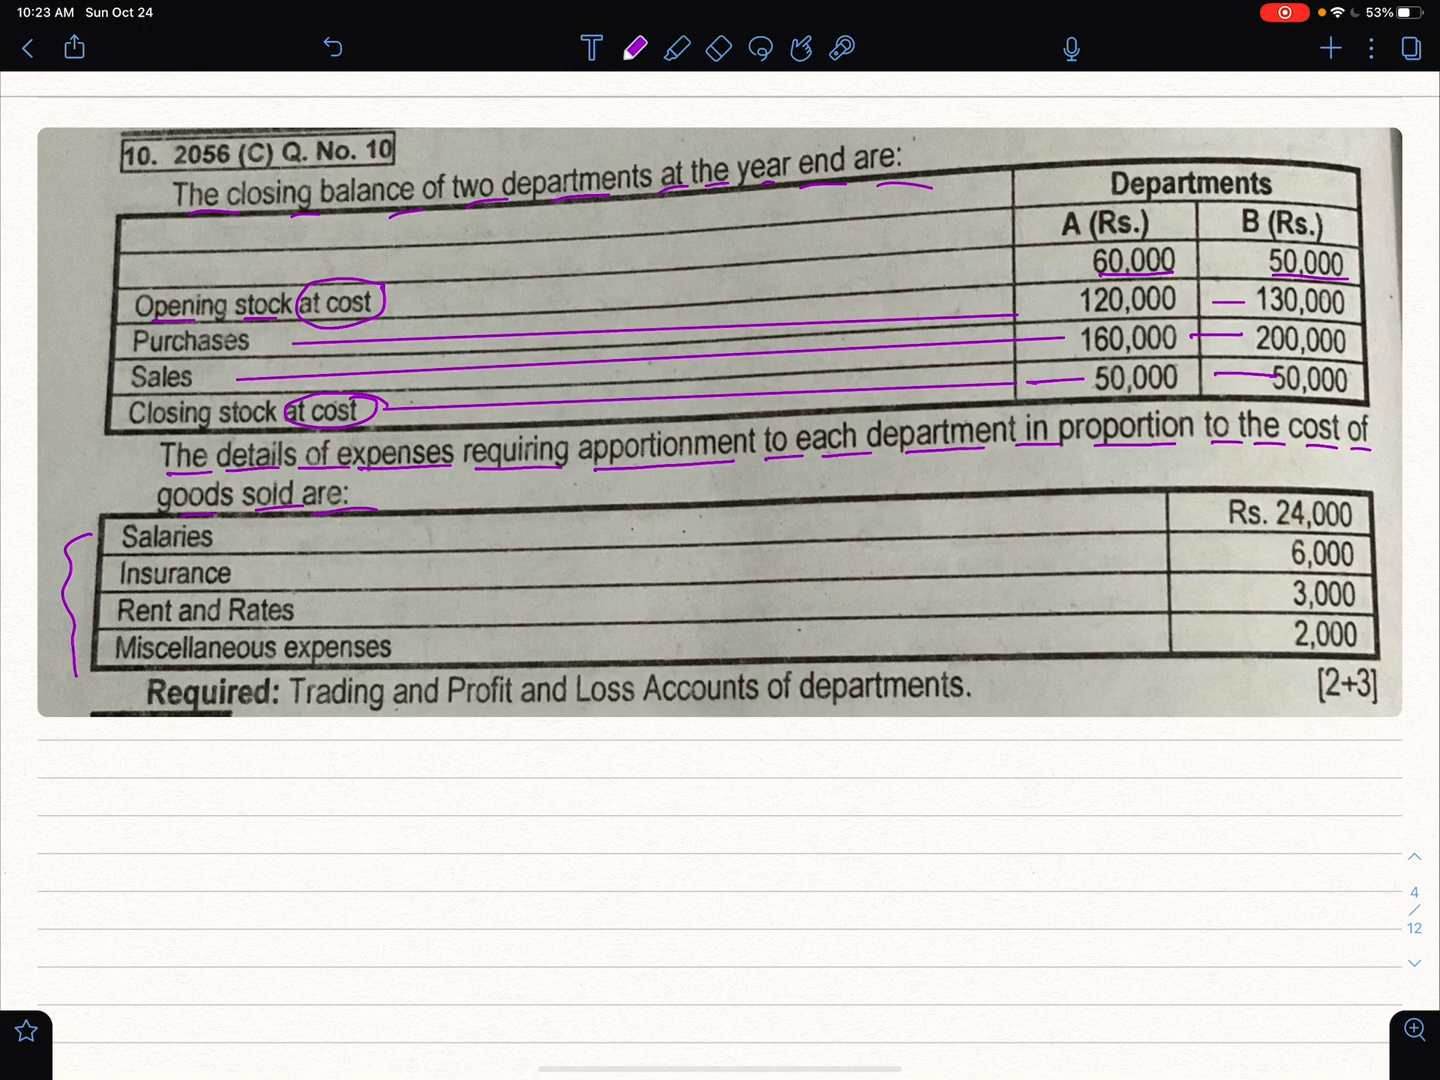 10:23 AM Sun Oct 24
53%
10. 2056 (C) Q. No. 10
The closing balance of two departments at the year end are:
Departments
A (Rs.) B (Rs.)
Opening stock at cost 60,000 50,000
Purchases 120,000 130,000
Sales 160,000 200,000
Closing stock at cost 50,000 50,000
The details of expenses requiring apportionment to each department in proportion to the cost of
goods sold are:
Salaries Rs. 24,000
Insurance 6,000
Rent and Rates 3,000
Miscellaneous expenses 2,000
Required: Trading and Profit and Loss Accounts of departments. [2+3]
4
/
12